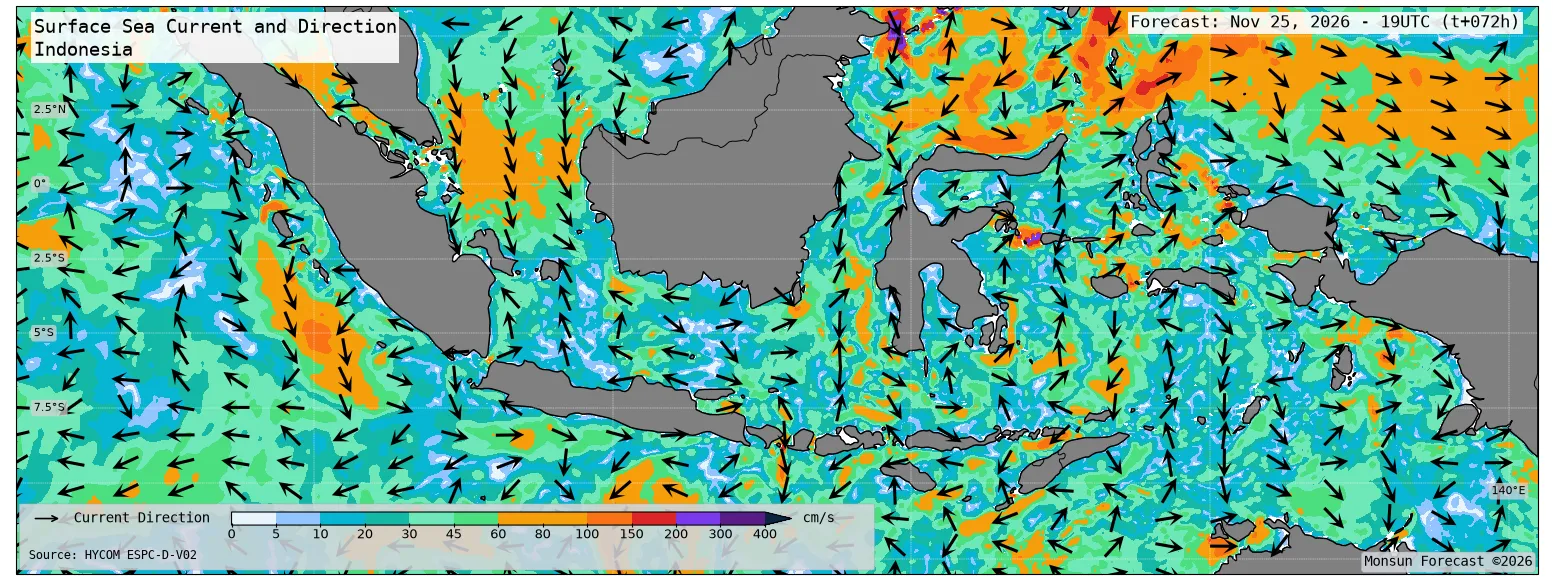 Surface Sea Current and Direction
Indonesia
Forecast: Nov 25, 2026 - 19UTC (t+072h)
2.5°N
0°
2.5°S
5°S
7.5°S
140°E
Current Direction
0 5 10 20 30 45 60 80 100 150 200 300 400 cm/s
Source: HYCOM ESPC-D-V02
Monsun Forecast ©2026